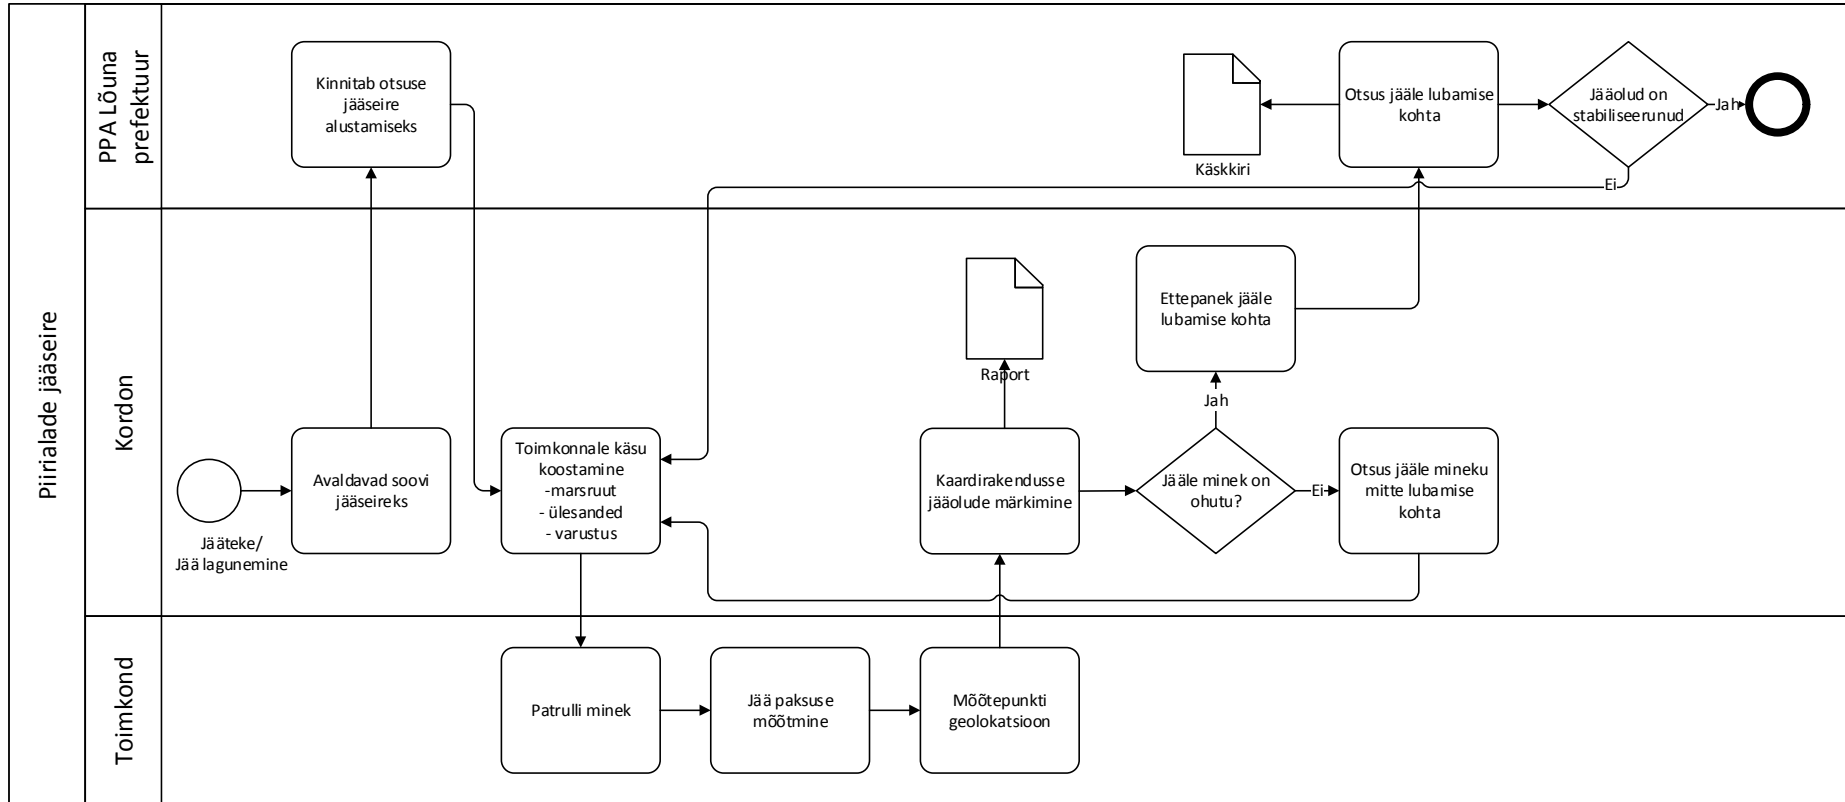 Piirialade jääseire
PPA Lõuna
prefektuur
Kinnitab otsuse
jääseire
alustamiseks
Käskkiri
Otsus jääle lubamise
kohta
Jääolud on
stabiliseerunud
Jah
Ei
Kordon
Jääteke/
Jää lagunemine
Avaldavad soovi
jääseireks
Toimkonnale käsu
koostamine
-marsruut
- ülesanded
- varustus
Raport
Kaardirakendusse
jääolude märkimine
Ettepanek jääle
lubamise kohta
Jah
Jääle minek on
ohutu?
Ei
Otsus jääle mineku
mitte lubamise
kohta
Toimkond
Patrulli minek
Jää paksuse
mõõtmine
Mõõtepunkti
geolokatsioon